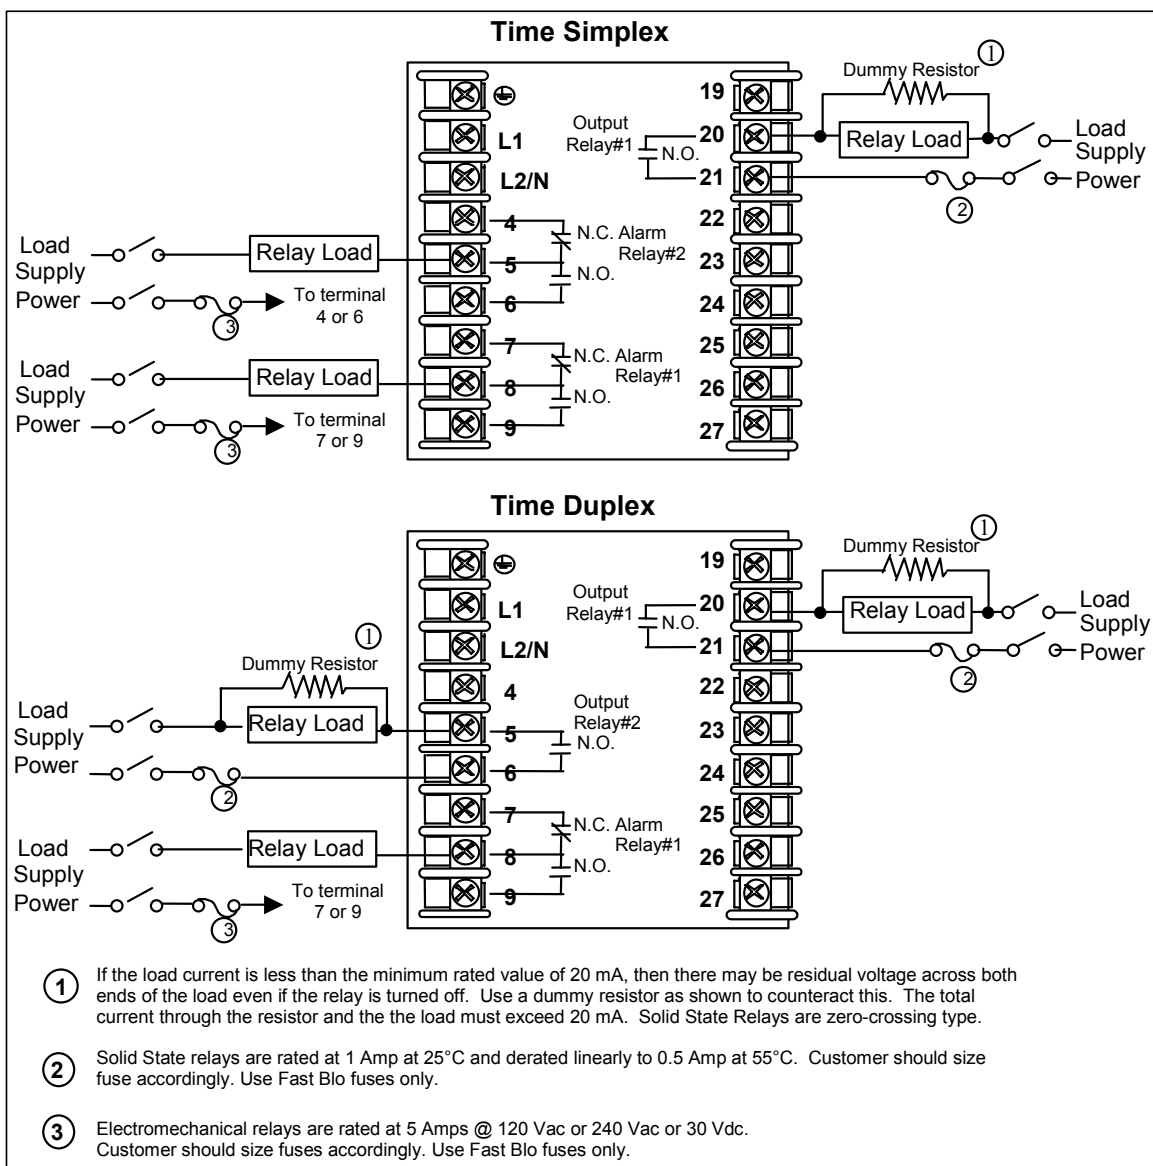 Time Simplex
1
Dummy Resistor
19
Output
Relay#1
N.O.
20
Relay Load
Load
Supply
Power
L1
21
2
L2/N
22
4
N.C. Alarm
Relay#2
23
Load
Supply
Power
Relay Load
5
N.O.
24
To terminal
4 or 6
3
6
25
7
N.C. Alarm
Relay#1
Load
Supply
Power
Relay Load
8
N.O.
26
To terminal
7 or 9
3
9
27
Time Duplex
1
Dummy Resistor
19
Output
Relay#1
N.O.
20
Relay Load
Load
Supply
Power
L1
21
2
L2/N
1
Dummy Resistor
4
22
Output
Relay#2
N.O.
Load
Supply
Power
Relay Load
5
23
2
6
24
7
25
N.C. Alarm
Relay#1
Load
Supply
Power
Relay Load
8
N.O.
26
To terminal
7 or 9
3
9
27
1 If the load current is less than the minimum rated value of 20 mA, then there may be residual voltage across both
ends of the load even if the relay is turned off. Use a dummy resistor as shown to counteract this. The total
current through the resistor and the the load must exceed 20 mA. Solid State Relays are zero-crossing type.
2 Solid State relays are rated at 1 Amp at 25°C and derated linearly to 0.5 Amp at 55°C. Customer should size
fuse accordingly. Use Fast Blo fuses only.
3 Electromechanical relays are rated at 5 Amps @ 120 Vac or 240 Vac or 30 Vdc.
Customer should size fuses accordingly. Use Fast Blo fuses only.